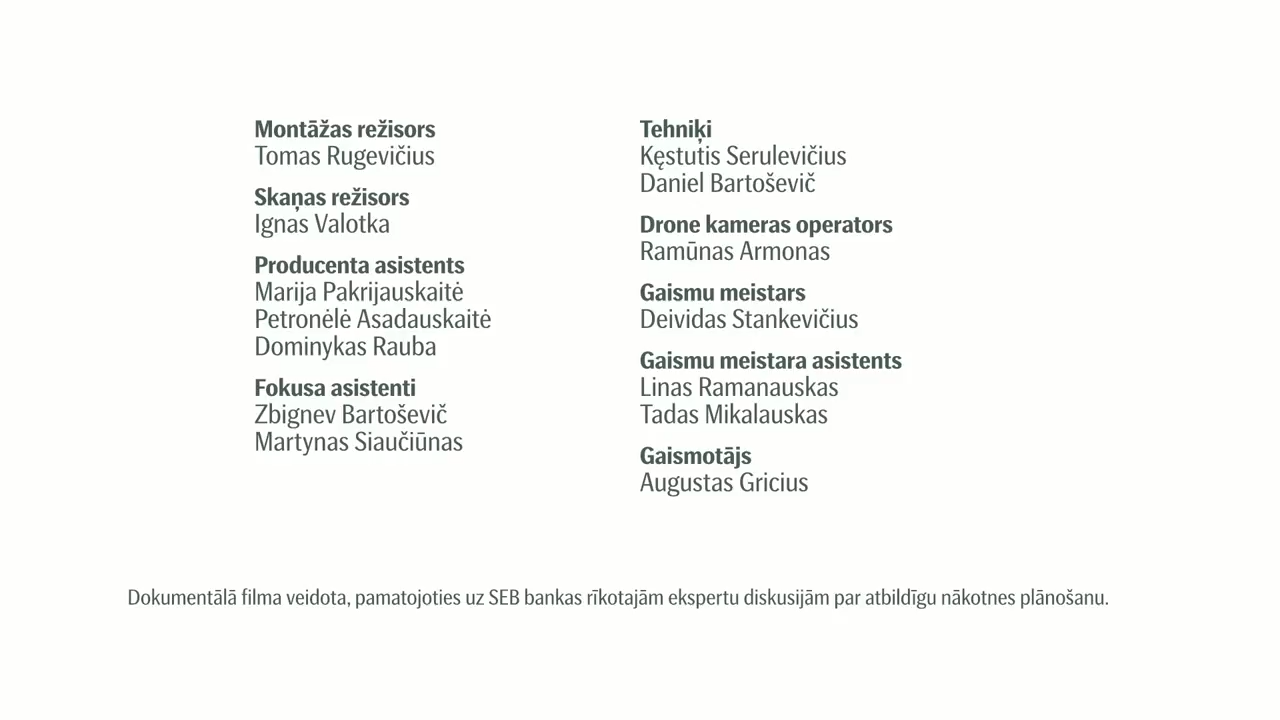 Montāžas režisors
Tomas Rugevičius
Skaņas režisors
Ignas Valotka
Producenta asistents
Marija Pakrijauskaitė
Petronėlė Asadauskaitė
Dominykas Rauba
Fokusa asistenti
Zbignev Bartoševič
Martynas Siaučiūnas
Tehniķi
Kęstutis Serulevičius
Daniel Bartoševič
Drone kameras operators
Ramūnas Armonas
Gaismu meistars
Deividas Stankevičius
Gaismu meistara asistents
Linas Ramanauskas
Tadas Mikalauskas
Gaismotājs
Augustas Gricius
Dokumentālā filma veidota, pamatojoties uz SEB bankas rīkotajām ekspertu diskusijām par atbildīgu nākotnes plānošanu.